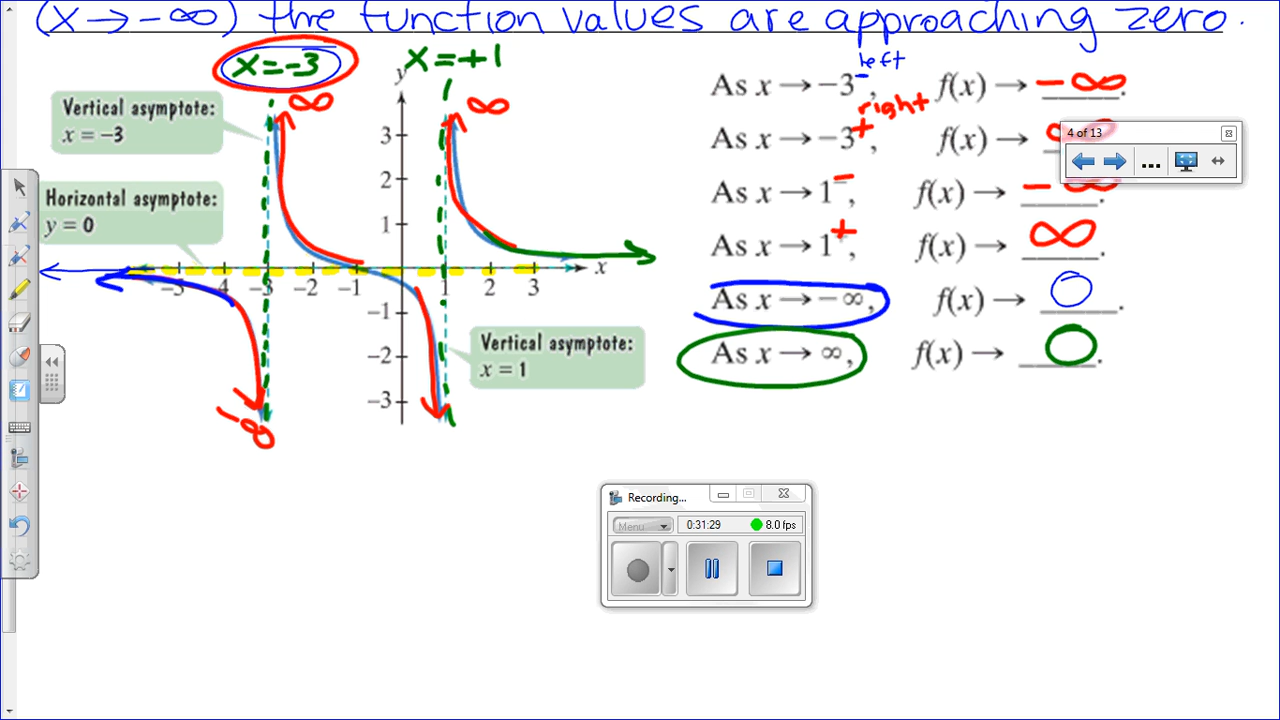 (x → -∞) the function values are approaching zero.
x = -3
x = +1
y
left
As x → −3⁻, f(x) → -∞.
∞
∞
Vertical asymptote:
x = −3
right
As x → −3⁺, f(x) →
4 of 13
...
3
2
1
Horizontal asymptote:
y = 0
As x → 1⁻, f(x) → -∞.
As x → 1⁺, f(x) → ∞.
x
−5 −4 −3 −2 −1 1 2 3
As x → −∞, f(x) → 0.
As x → ∞, f(x) → 0.
−1
−2
−3
Vertical asymptote:
x = 1
-∞
Recording...
Menu 0:31:29 8.0 fps